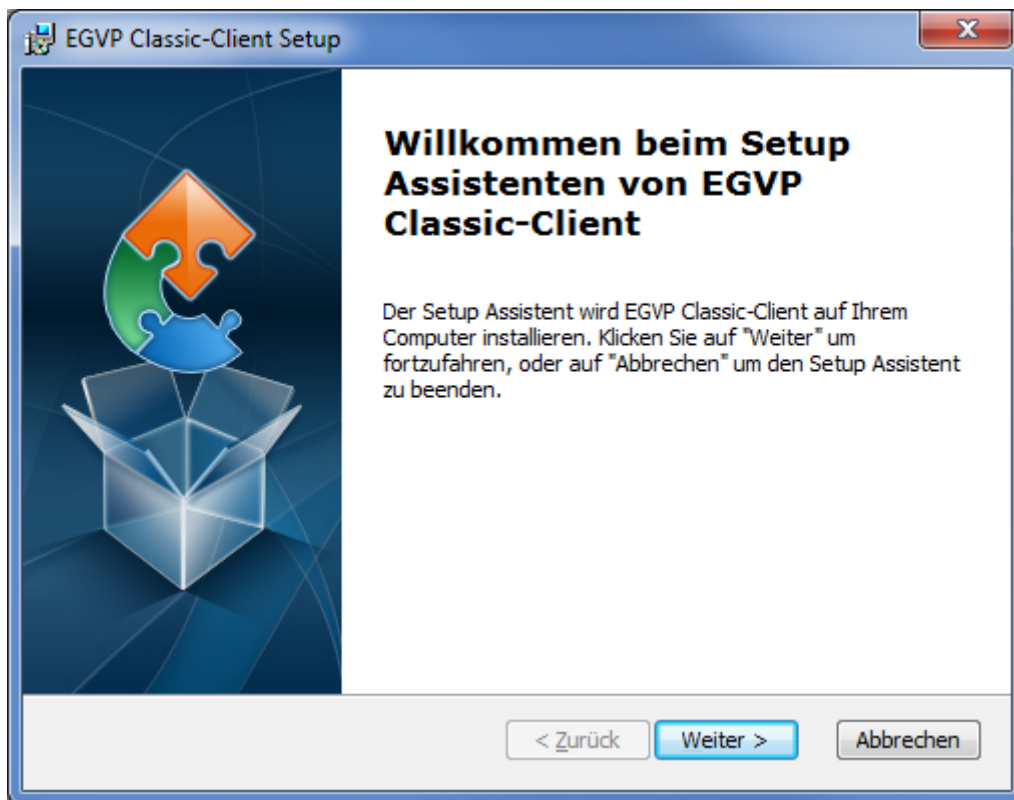 EGVP Classic-Client Setup
Willkommen beim Setup
Assistenten von EGVP
Classic-Client
Der Setup Assistent wird EGVP Classic-Client auf Ihrem
Computer installieren. Klicken Sie auf "Weiter" um
fortzufahren, oder auf "Abbrechen" um den Setup Assistent
zu beenden.
< Zurück Weiter > Abbrechen